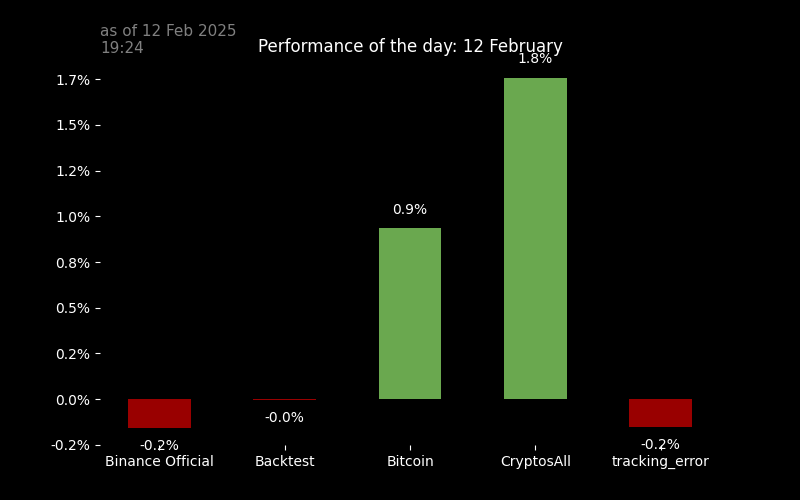 as of 12 Feb 2025
19:24
Performance of the day: 12 February
1.8%
1.7%
1.5%
1.2%
1.0%
0.9%
0.8%
0.5%
0.2%
0.0%
-0.0%
-0.2%
-0.2%
-0.2%
Binance Official
Backtest
Bitcoin
CryptosAll
tracking_error